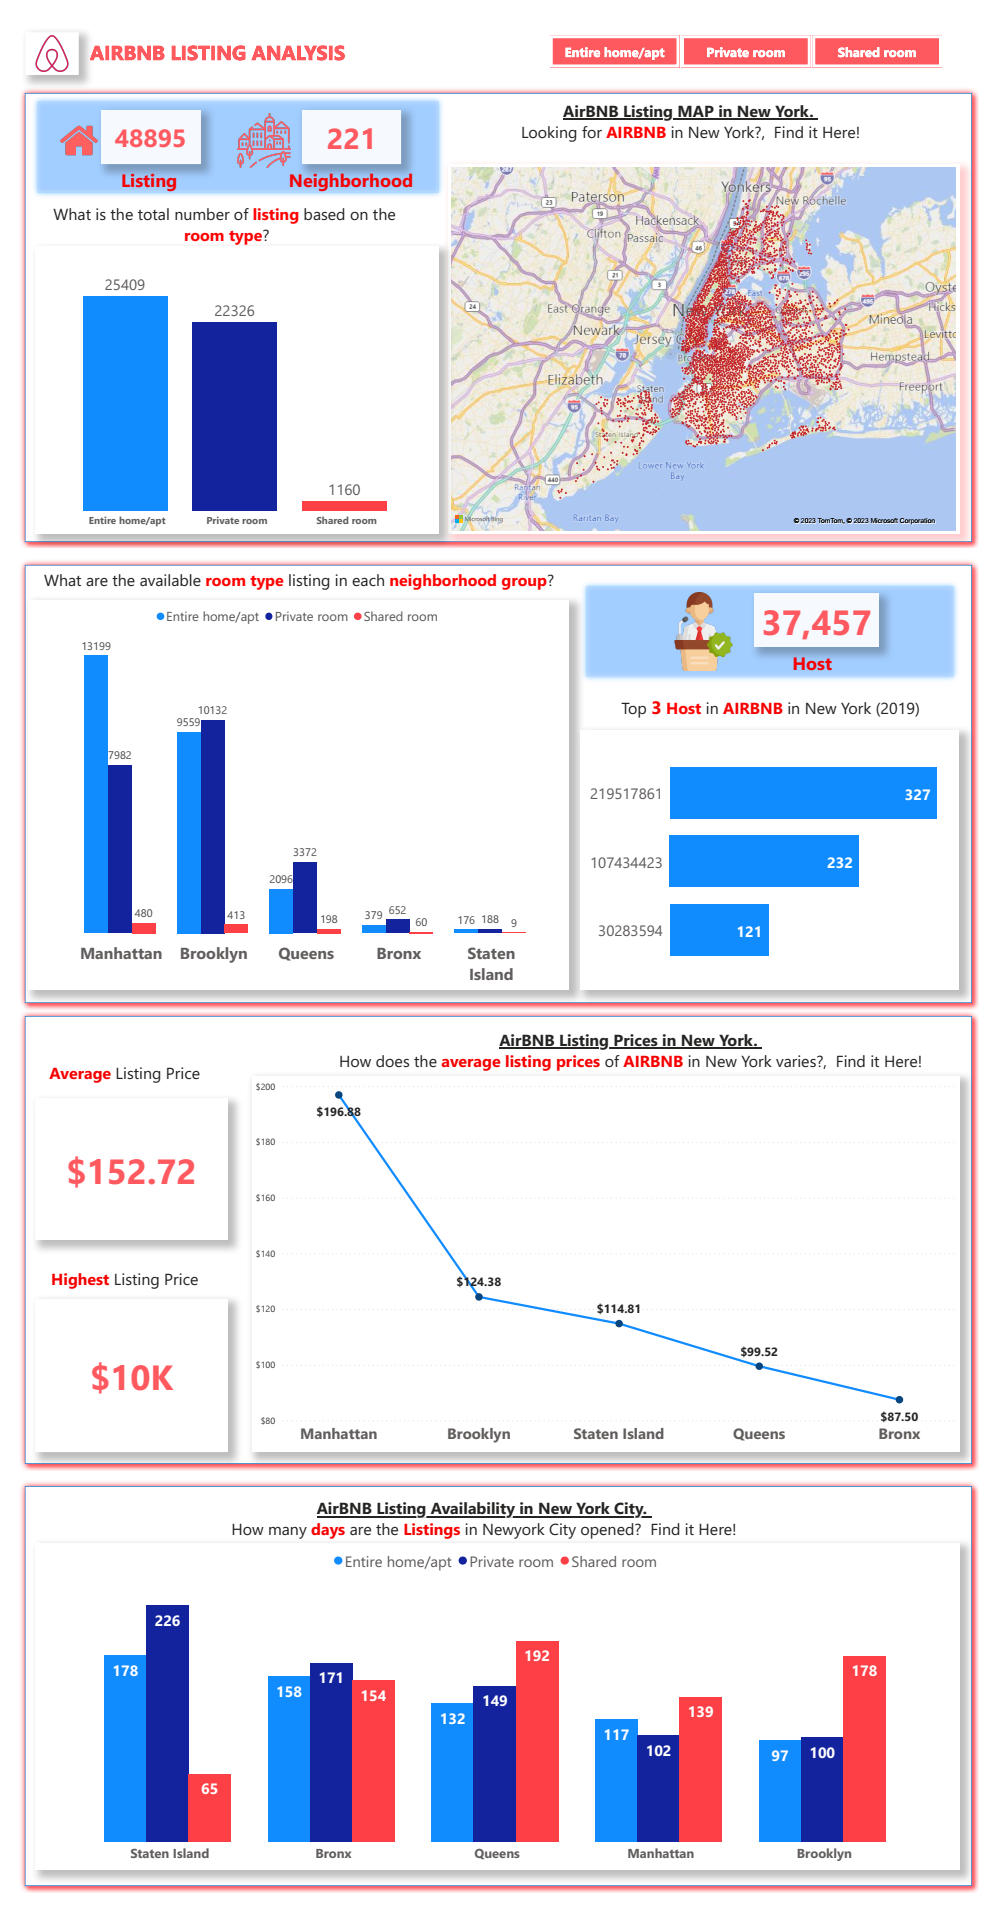 AIRBNB LISTING ANALYSIS
Entire home/apt Private room Shared room
48895 221
Listing Neighborhood
What is the total number of listing based on the
room type?
25409
22326
1160
Entire home/apt Private room Shared room
AirBNB Listing MAP in New York.
Looking for AIRBNB in New York?, Find it Here!
Paterson
Yonkers
New Rochelle
Hackensack
Clifton
Passaic
East Orange
Newark
Jersey
Elizabeth
Staten
Staten Island
East
Oyste
Hicks
Mineola
Levitto
Hempstead
Freeport
Lower New York
Bay
Raritan
River
Raritan Bay
Microsoft Bing
© 2023 TomTom, © 2023 Microsoft Corporation
What are the available room type listing in each neighborhood group?
Entire home/apt Private room Shared room
13199
7982
480
9559
10132
413
2096
3372
198
379
652
60
176
188
9
Manhattan Brooklyn Queens Bronx Staten
Island
37,457
Host
Top 3 Host in AIRBNB in New York (2019)
219517861 327
107434423 232
30283594 121
AirBNB Listing Prices in New York.
How does the average listing prices of AIRBNB in New York varies?, Find it Here!
Average Listing Price
$152.72
Highest Listing Price
$10K
$200
$180
$160
$140
$120
$100
$80
$196.88
$124.38
$114.81
$99.52
$87.50
Manhattan Brooklyn Staten Island Queens Bronx
AirBNB Listing Availability in New York City.
How many days are the Listings in Newyork City opened? Find it Here!
Entire home/apt Private room Shared room
178 226 65
158 171 154
132 149 192
117 102 139
97 100 178
Staten Island Bronx Queens Manhattan Brooklyn